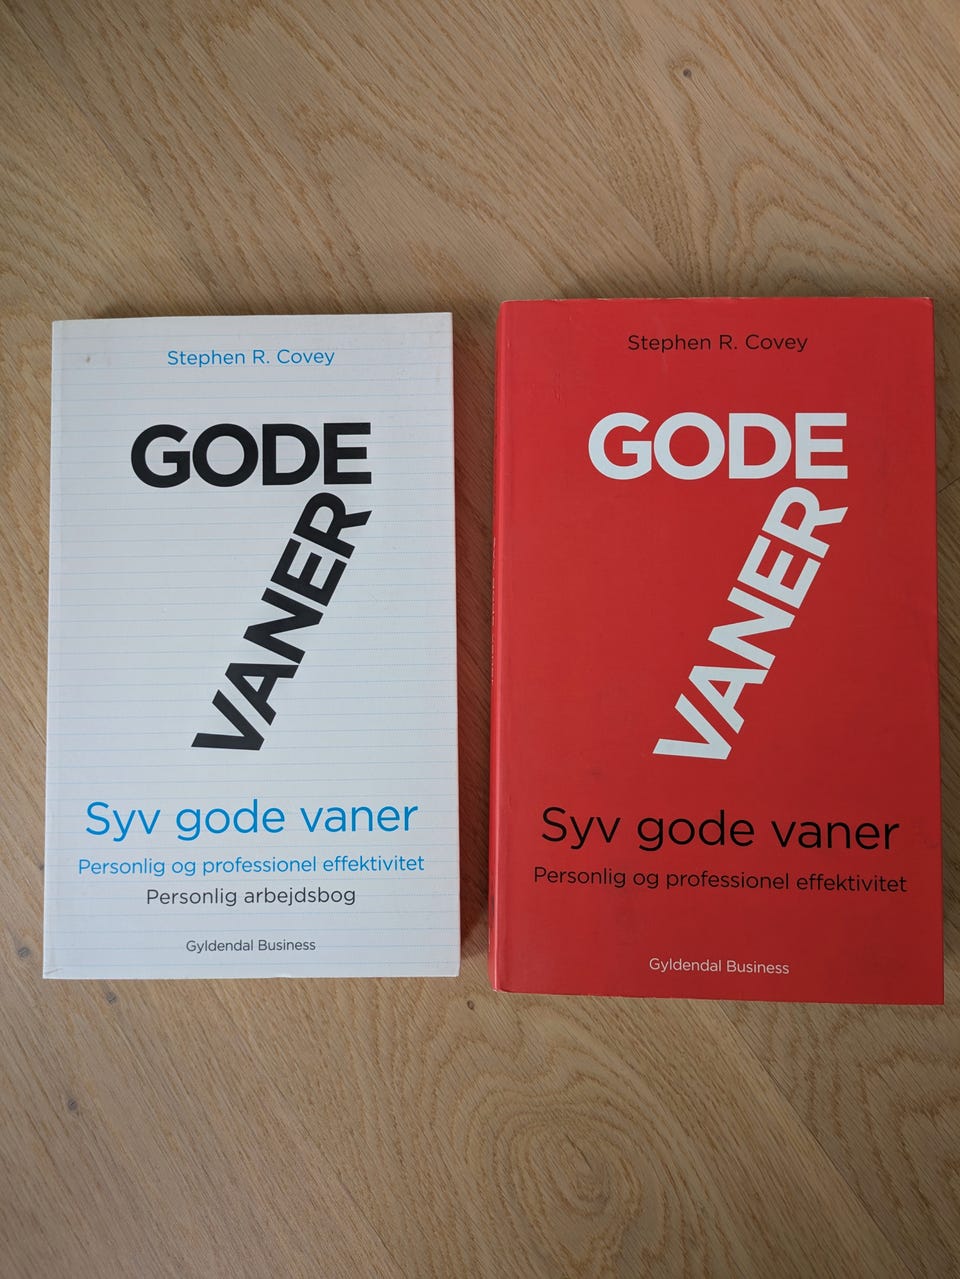 Stephen R. Covey
GODE
VANER
Syv gode vaner
Personlig og professionel effektivitet
Personlig arbejdsbog
Gyldendal Business
Stephen R. Covey
GODE
VANER
Syv gode vaner
Personlig og professionel effektivitet
Gyldendal Business